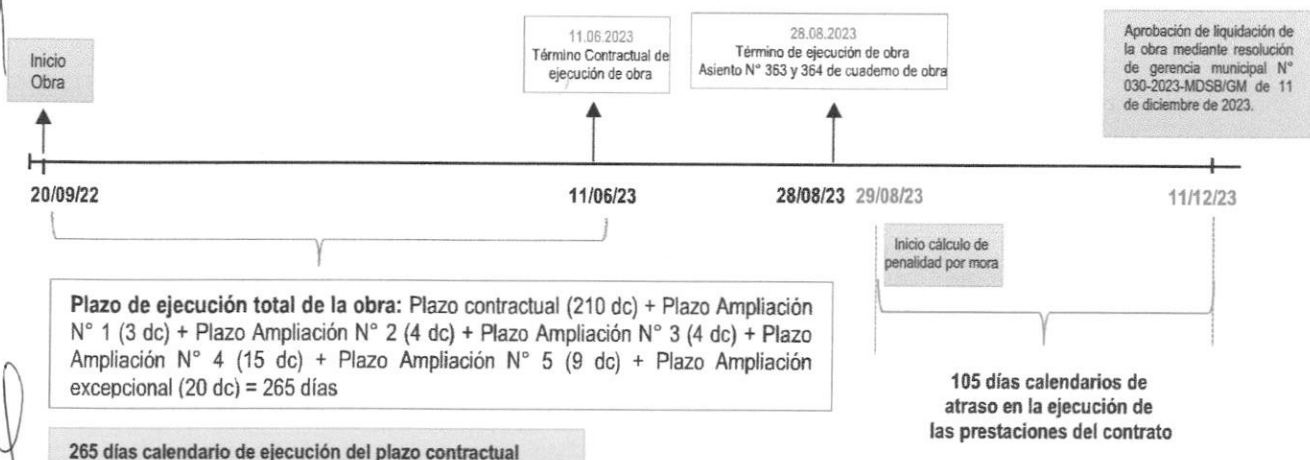 Inicio
Obra
11.06.2023
Término Contractual de
ejecución de obra
28.08.2023
Término de ejecución de obra
Asiento N° 363 y 364 de cuaderno de obra
Aprobación de liquidación de
la obra mediante resolución
de gerencia municipal N°
030-2023-MDSB/GM de 11
de diciembre de 2023.
20/09/22
11/06/23
28/08/23
29/08/23
11/12/23
Inicio cálculo de
penalidad por mora
Plazo de ejecución total de la obra: Plazo contractual (210 dc) + Plazo Ampliación
N° 1 (3 dc) + Plazo Ampliación N° 2 (4 dc) + Plazo Ampliación N° 3 (4 dc) + Plazo
Ampliación N° 4 (15 dc) + Plazo Ampliación N° 5 (9 dc) + Plazo Ampliación
excepcional (20 dc) = 265 días
105 días calendarios de
atraso en la ejecución de
las prestaciones del contrato
265 días calendario de ejecución del plazo contractual